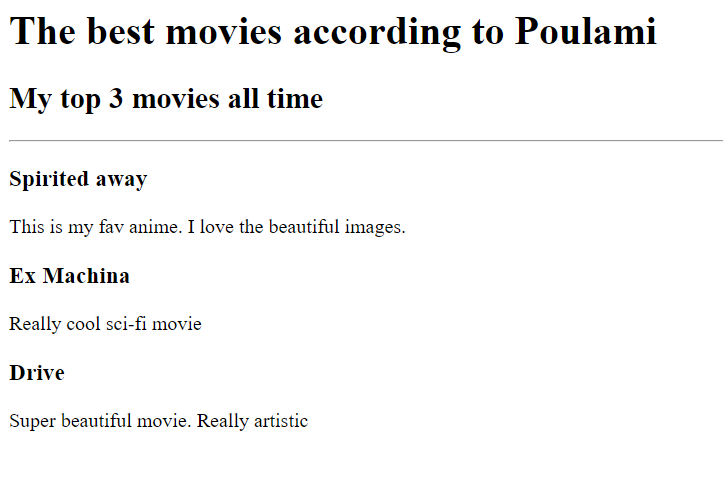 The best movies according to Poulami
My top 3 movies all time
Spirited away
This is my fav anime. I love the beautiful images.
Ex Machina
Really cool sci-fi movie
Drive
Super beautiful movie. Really artistic